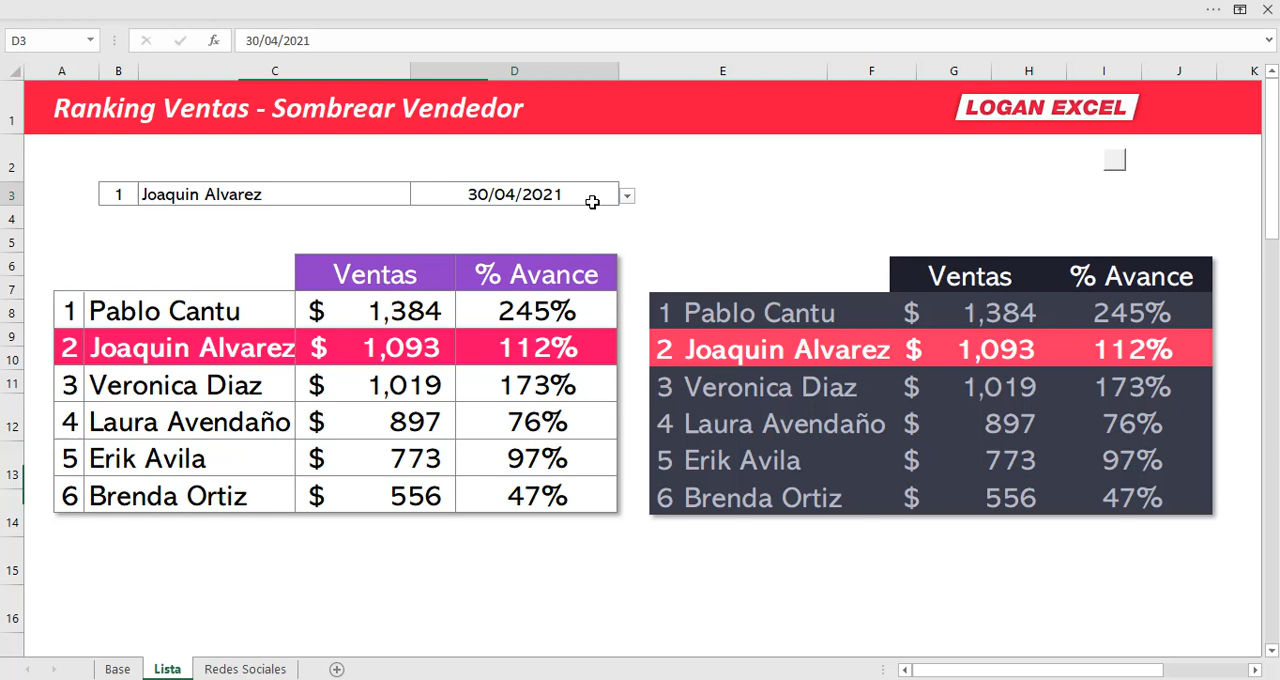 D3
fx
30/04/2021
A B C D E F G H I J K
1 Ranking Ventas - Sombrear Vendedor LOGAN EXCEL
2
3 1 Joaquin Alvarez 30/04/2021
4
5
6
7
8
9
10
11
12
13
14
15
16
Ventas % Avance
1 Pablo Cantu $ 1,384 245%
2 Joaquin Alvarez $ 1,093 112%
3 Veronica Diaz $ 1,019 173%
4 Laura Avendaño $ 897 76%
5 Erik Avila $ 773 97%
6 Brenda Ortiz $ 556 47%
Ventas % Avance
1 Pablo Cantu $ 1,384 245%
2 Joaquin Alvarez $ 1,093 112%
3 Veronica Diaz $ 1,019 173%
4 Laura Avendaño $ 897 76%
5 Erik Avila $ 773 97%
6 Brenda Ortiz $ 556 47%
Base Lista Redes Sociales